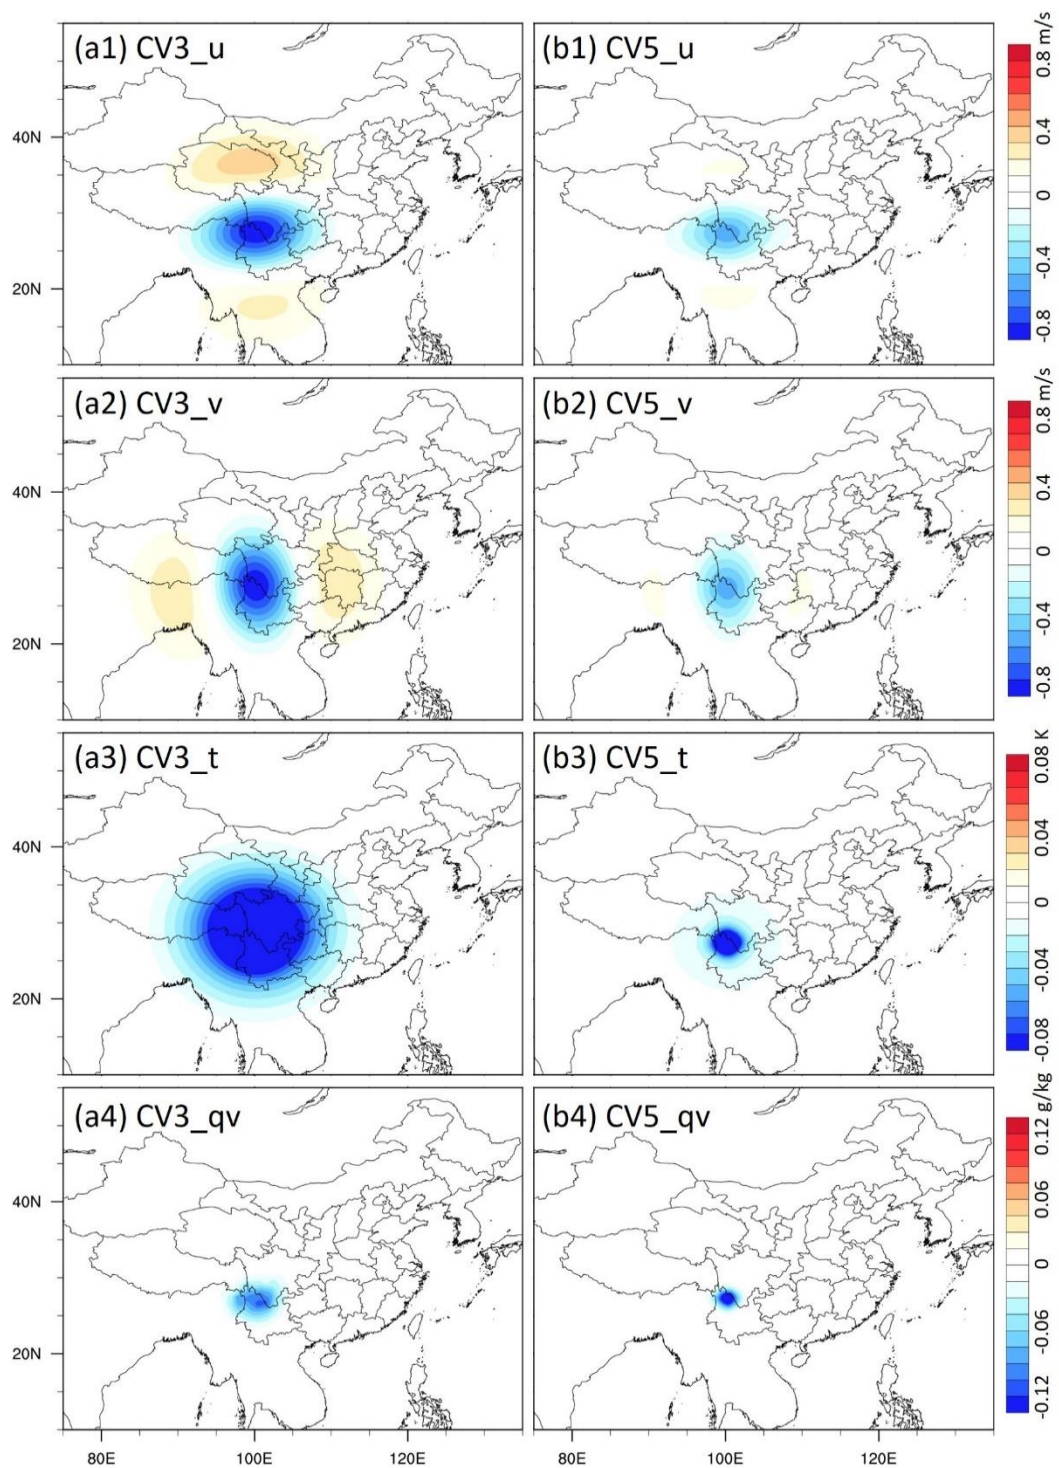 (a1) CV3_u
(b1) CV5_u
40N
20N
-0.8 -0.4 0 0.4 0.8 m/s
(a2) CV3_v
(b2) CV5_v
40N
20N
-0.8 -0.4 0 0.4 0.8 m/s
(a3) CV3_t
(b3) CV5_t
40N
20N
-0.08 -0.04 0 0.04 0.08 K
(a4) CV3_qv
(b4) CV5_qv
40N
20N
-0.12 -0.06 0 0.06 0.12 g/kg
80E 100E 120E 80E 100E 120E